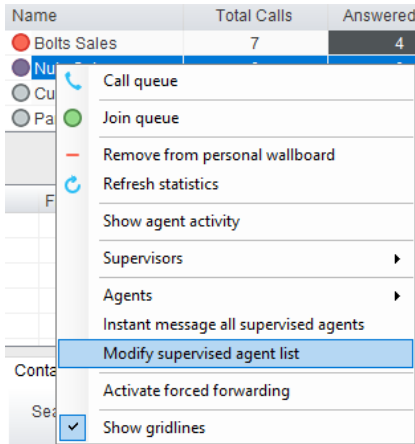 Name Total Calls Answered
Bolts Sales 7 4
Call queue
Join queue
Remove from personal wallboard
Refresh statistics
Show agent activity
Supervisors
Agents
Instant message all supervised agents
Modify supervised agent list
Activate forced forwarding
Show gridlines